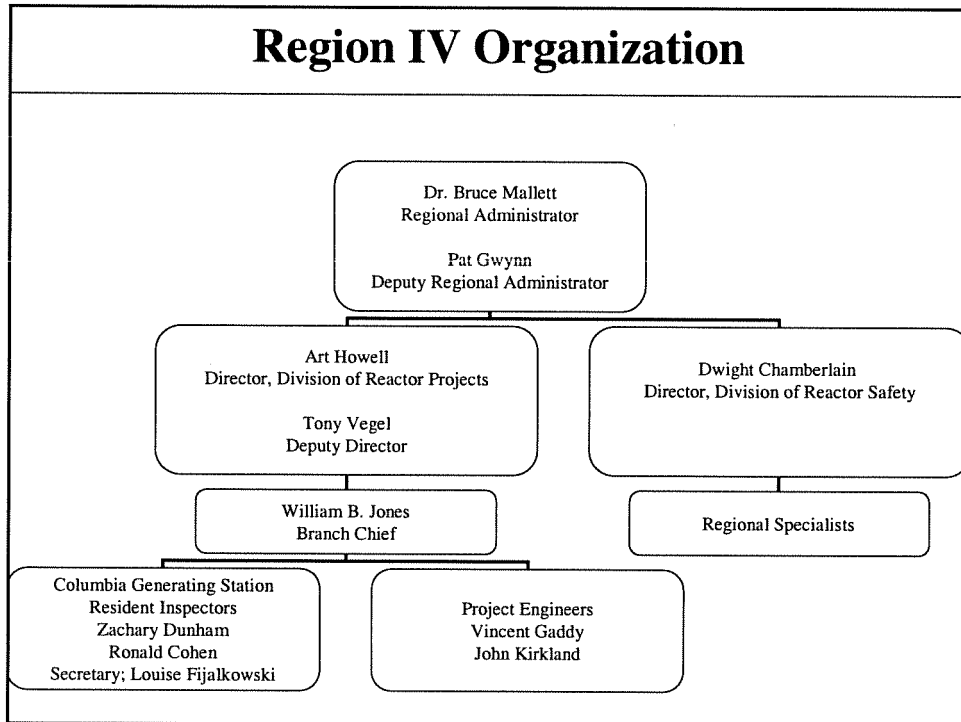 Region IV Organization
Dr. Bruce Mallett
Regional Administrator
Pat Gwynn
Deputy Regional Administrator
Art Howell
Director, Division of Reactor Projects
Tony Vegel
Deputy Director
Dwight Chamberlain
Director, Division of Reactor Safety
William B. Jones
Branch Chief
Regional Specialists
Columbia Generating Station
Resident Inspectors
Zachary Dunham
Ronald Cohen
Secretary; Louise Fijalkowski
Project Engineers
Vincent Gaddy
John Kirkland